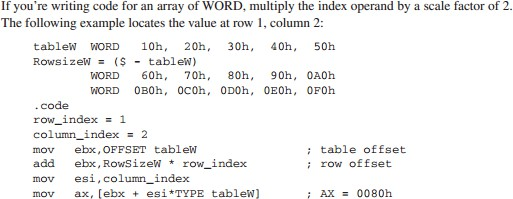 If you're writing code for an array of WORD, multiply the index operand by a scale factor of 2.
The following example locates the value at row 1, column 2:
tableW WORD 10h, 20h, 30h, 40h, 50h
RowsizeW = ($ - tableW)
WORD 60h, 70h, 80h, 90h, 0A0h
WORD 0B0h, 0C0h, 0D0h, 0E0h, 0F0h
.code
row_index = 1
column_index = 2
mov ebx,OFFSET tableW ; table offset
add ebx,RowSizeW * row_index ; row offset
mov esi,column_index
mov ax,[ebx + esi*TYPE tableW] ; AX = 0080h